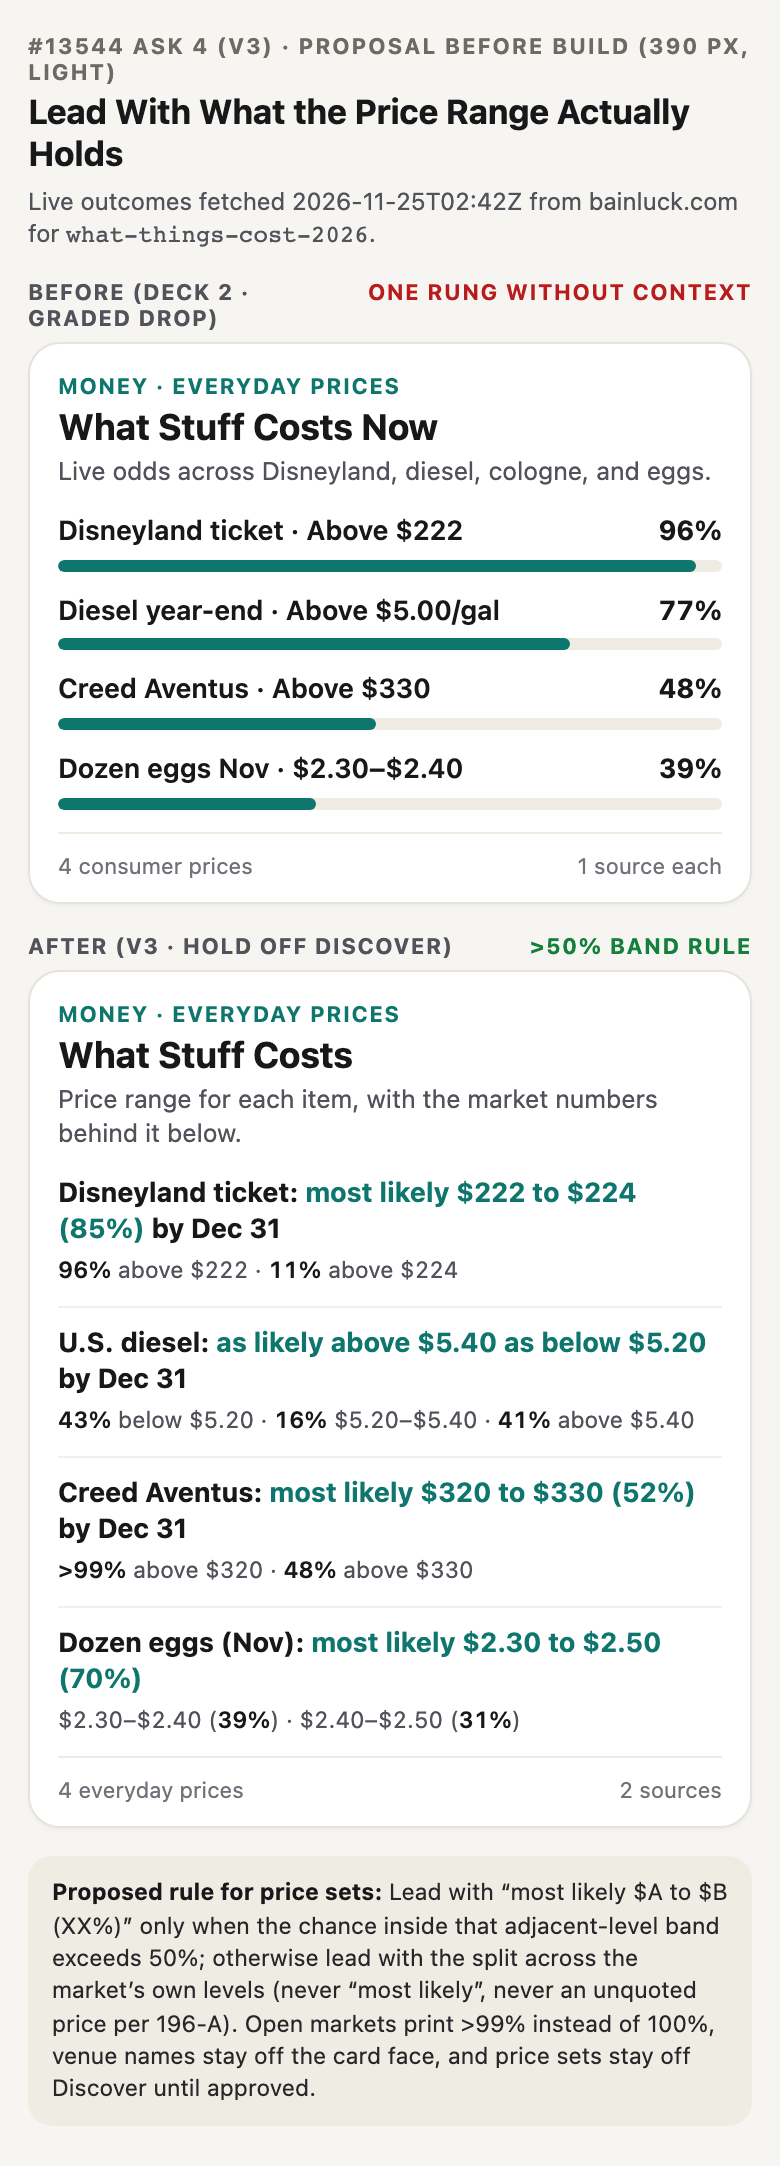 #13544 ASK 4 (V3) · PROPOSAL BEFORE BUILD (390 PX,
LIGHT)
Lead With What the Price Range Actually
Holds
Live outcomes fetched 2026-11-25T02:42Z from bainluck.com
for what-things-cost-2026.
BEFORE (DECK 2 ·
GRADED DROP)
ONE RUNG WITHOUT CONTEXT
MONEY · EVERYDAY PRICES
What Stuff Costs Now
Live odds across Disneyland, diesel, cologne, and eggs.
Disneyland ticket · Above $222 96%
Diesel year-end · Above $5.00/gal 77%
Creed Aventus · Above $330 48%
Dozen eggs Nov · $2.30–$2.40 39%
4 consumer prices 1 source each
AFTER (V3 · HOLD OFF DISCOVER) >50% BAND RULE
MONEY · EVERYDAY PRICES
What Stuff Costs
Price range for each item, with the market numbers
behind it below.
Disneyland ticket: most likely $222 to $224
(85%) by Dec 31
96% above $222 · 11% above $224
U.S. diesel: as likely above $5.40 as below $5.20
by Dec 31
43% below $5.20 · 16% $5.20–$5.40 · 41% above $5.40
Creed Aventus: most likely $320 to $330 (52%)
by Dec 31
>99% above $320 · 48% above $330
Dozen eggs (Nov): most likely $2.30 to $2.50
(70%)
$2.30–$2.40 (39%) · $2.40–$2.50 (31%)
4 everyday prices 2 sources
Proposed rule for price sets: Lead with “most likely $A to $B
(XX%)” only when the chance inside that adjacent-level band
exceeds 50%; otherwise lead with the split across the
market’s own levels (never “most likely”, never an unquoted
price per 196-A). Open markets print >99% instead of 100%,
venue names stay off the card face, and price sets stay off
Discover until approved.